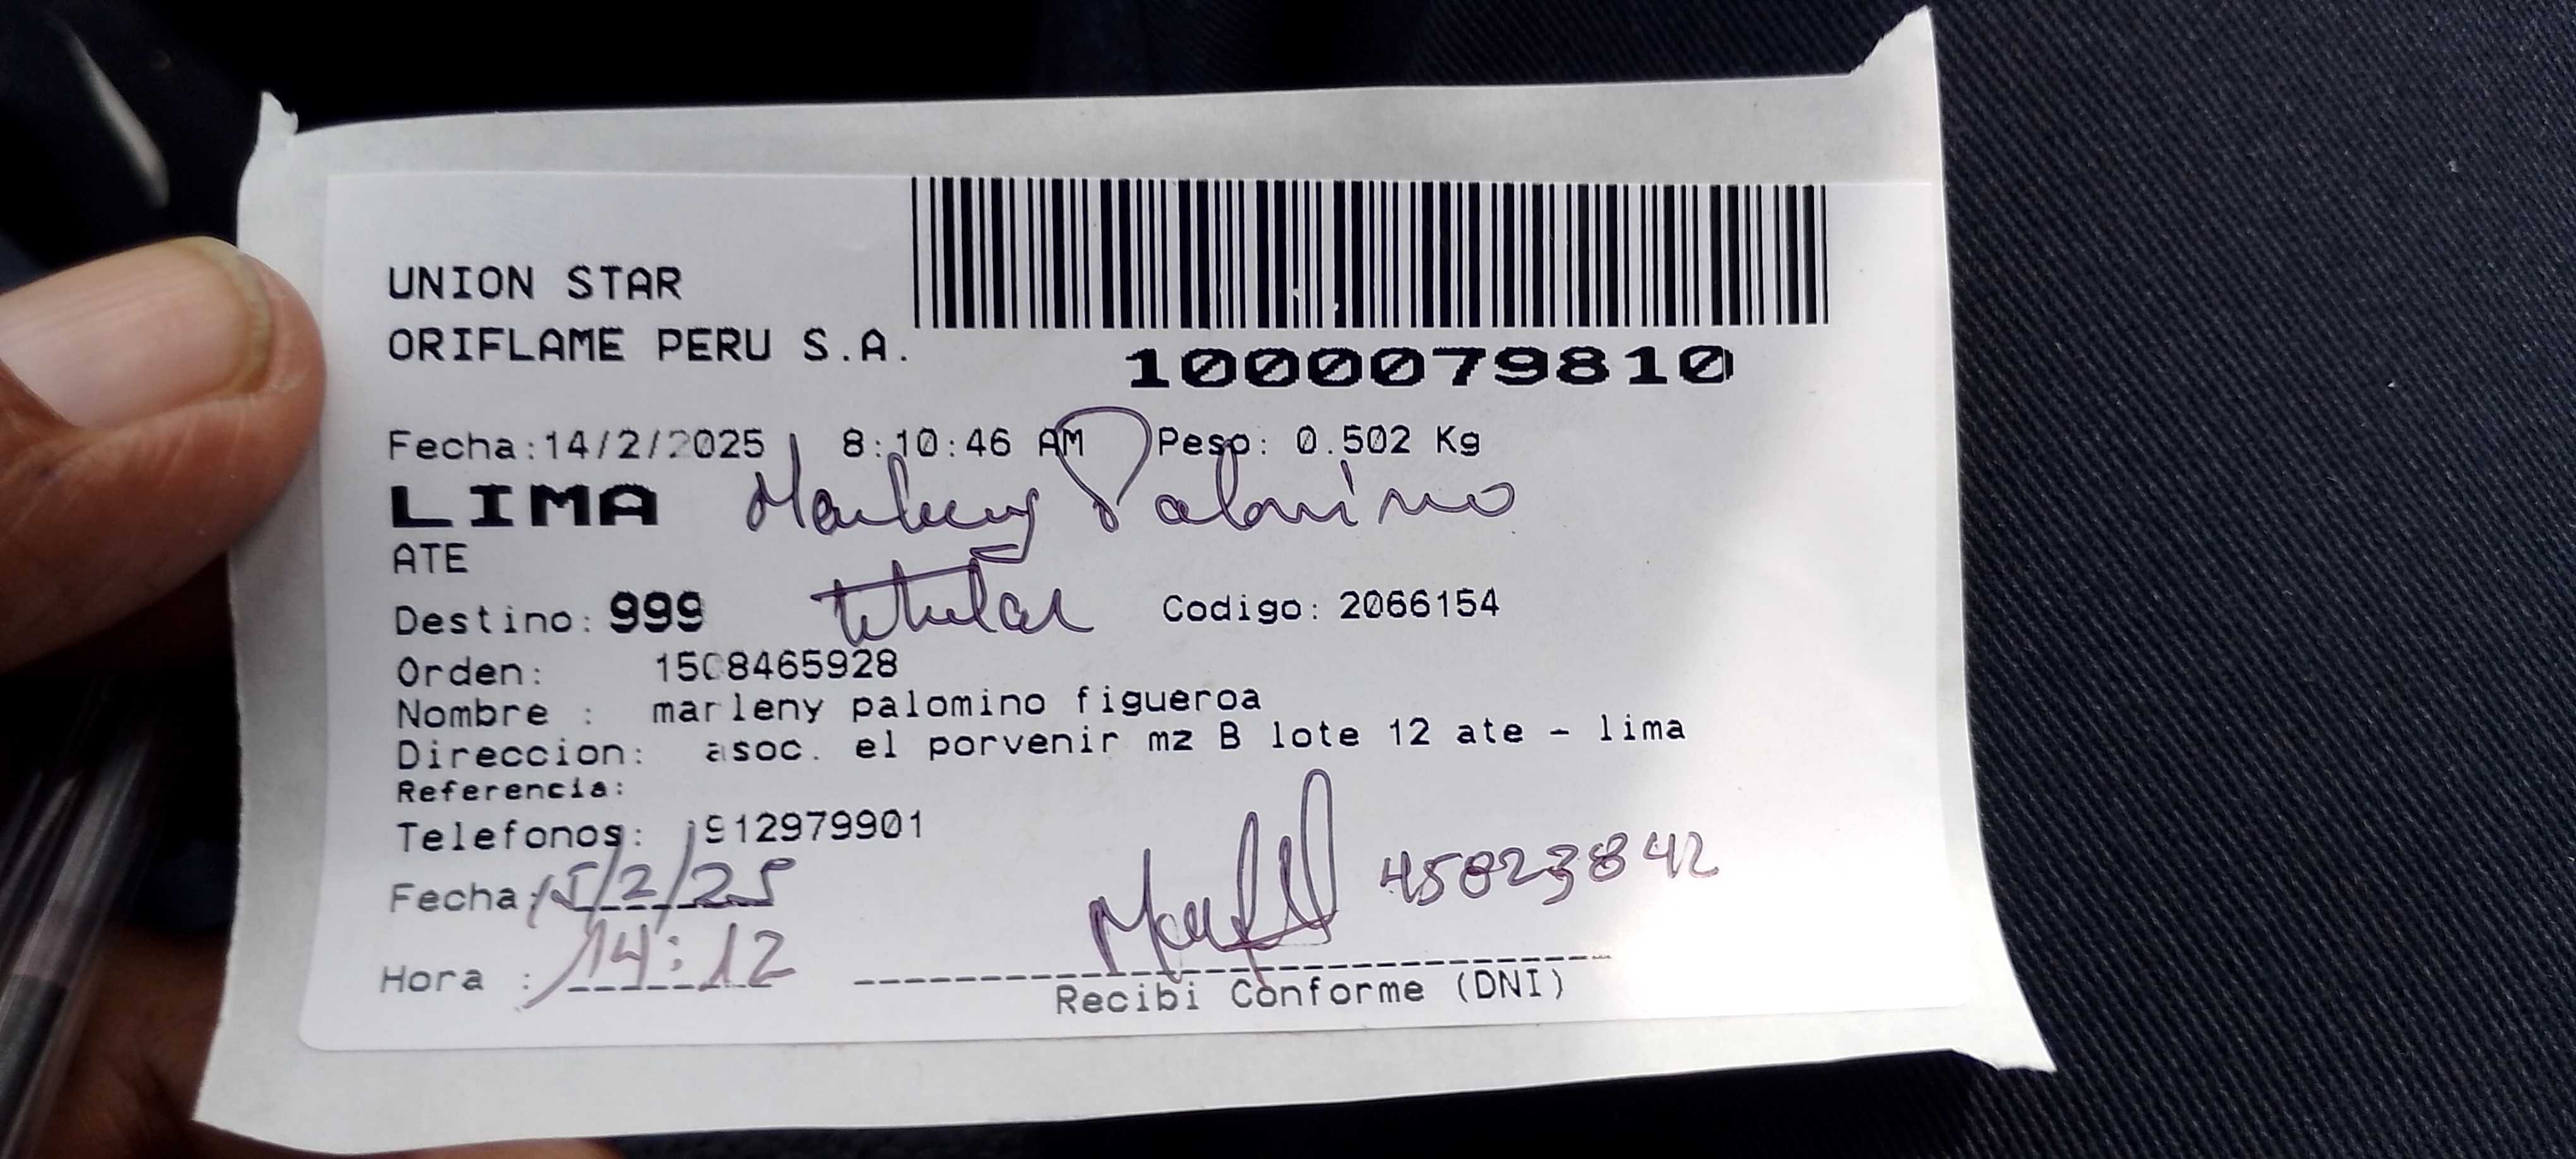 UNION STAR
ORIFLAME PERU S.A.
1000079810
Fecha:14/2/2025 8:10:46 AM Peso: 0.502 Kg
LIMA Marleny Palomino
ATE
titular
Destino: 999 Codigo: 2066154
Orden: 1508465928
Nombre : marleny palomino figueroa
Direccion: asoc. el porvenir mz B lote 12 ate - lima
Referencia:
Telefonos: 912979901
Fecha: 15/2/25
45823842
Hora : 14:12
Recibi Conforme (DNI)